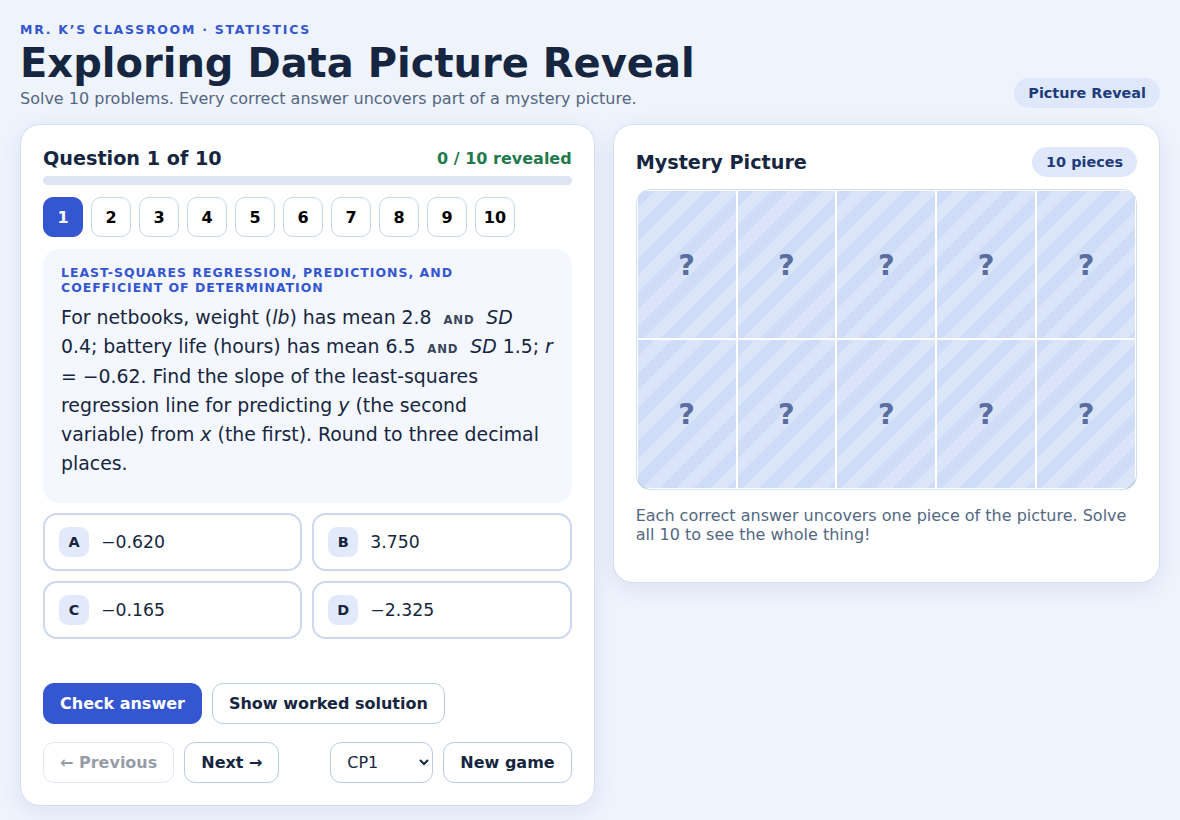 MR. K’S CLASSROOM · STATISTICS
Exploring Data Picture Reveal
Solve 10 problems. Every correct answer uncovers part of a mystery picture.
Picture Reveal
Question 1 of 10
0 / 10 revealed
1 2 3 4 5 6 7 8 9 10
LEAST-SQUARES REGRESSION, PREDICTIONS, AND
COEFFICIENT OF DETERMINATION
For netbooks, weight (lb) has mean 2.8 AND SD
0.4; battery life (hours) has mean 6.5 AND SD 1.5; r
= −0.62. Find the slope of the least-squares
regression line for predicting y (the second
variable) from x (the first). Round to three decimal
places.
A −0.620
B 3.750
C −0.165
D −2.325
Check answer
Show worked solution
← Previous
Next →
CP1
New game
Mystery Picture
10 pieces
? ? ? ? ?
? ? ? ? ?
Each correct answer uncovers one piece of the picture. Solve
all 10 to see the whole thing!